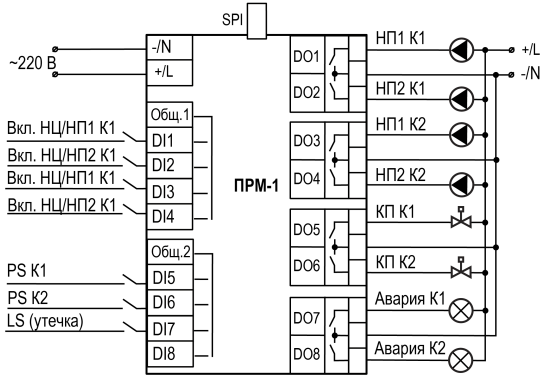 SPI
~220 В
-/N
+/L
Общ.1
Вкл. НЦ/НП1 К1
DI1
Вкл. НЦ/НП2 К1
DI2
Вкл. НЦ/НП1 К1
DI3
Вкл. НЦ/НП2 К1
DI4
Общ.2
PS К1
DI5
PS К2
DI6
LS (утечка)
DI7
DI8
ПРМ-1
DO1
НП1 К1
+/L
-/N
DO2
НП2 К1
DO3
НП1 К2
DO4
НП2 К2
DO5
КП К1
DO6
КП К2
DO7
Авария К1
DO8
Авария К2